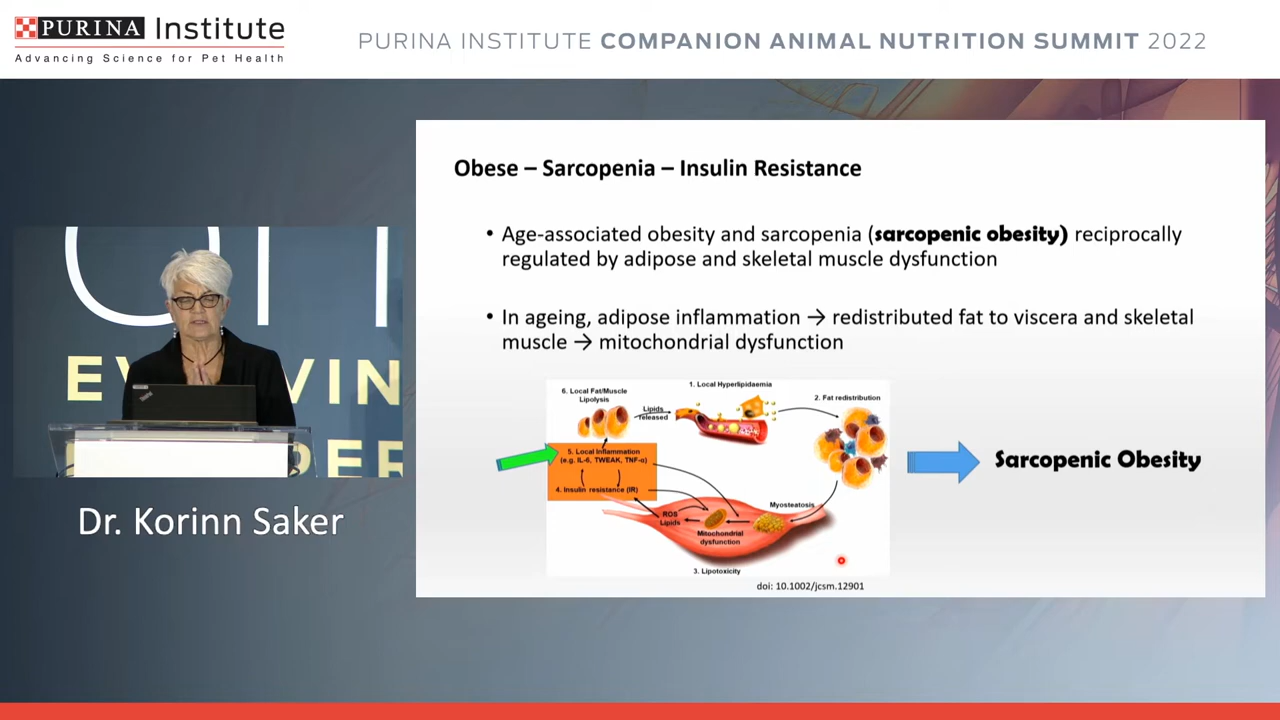 PURINA Institute
Advancing Science for Pet Health
PURINA INSTITUTE COMPANION ANIMAL NUTRITION SUMMIT 2022
Obese – Sarcopenia – Insulin Resistance
• Age-associated obesity and sarcopenia (sarcopenic obesity) reciprocally
regulated by adipose and skeletal muscle dysfunction
• In ageing, adipose inflammation → redistributed fat to viscera and skeletal
muscle → mitochondrial dysfunction
6. Local Fat/Muscle
Lipolysis
Lipids
released
1. Local Hyperlipidaemia
2. Fat redistribution
5. Local Inflammation
(e.g. IL-6, TWEAK, TNF-α)
4. Insulin resistance (IR)
ROS
Lipids
Mitochondrial
dysfunction
Myosteatosis
3. Lipotoxicity
doi: 10.1002/jcsm.12901
Sarcopenic Obesity
EV VIN
DER
Dr. Korinn Saker